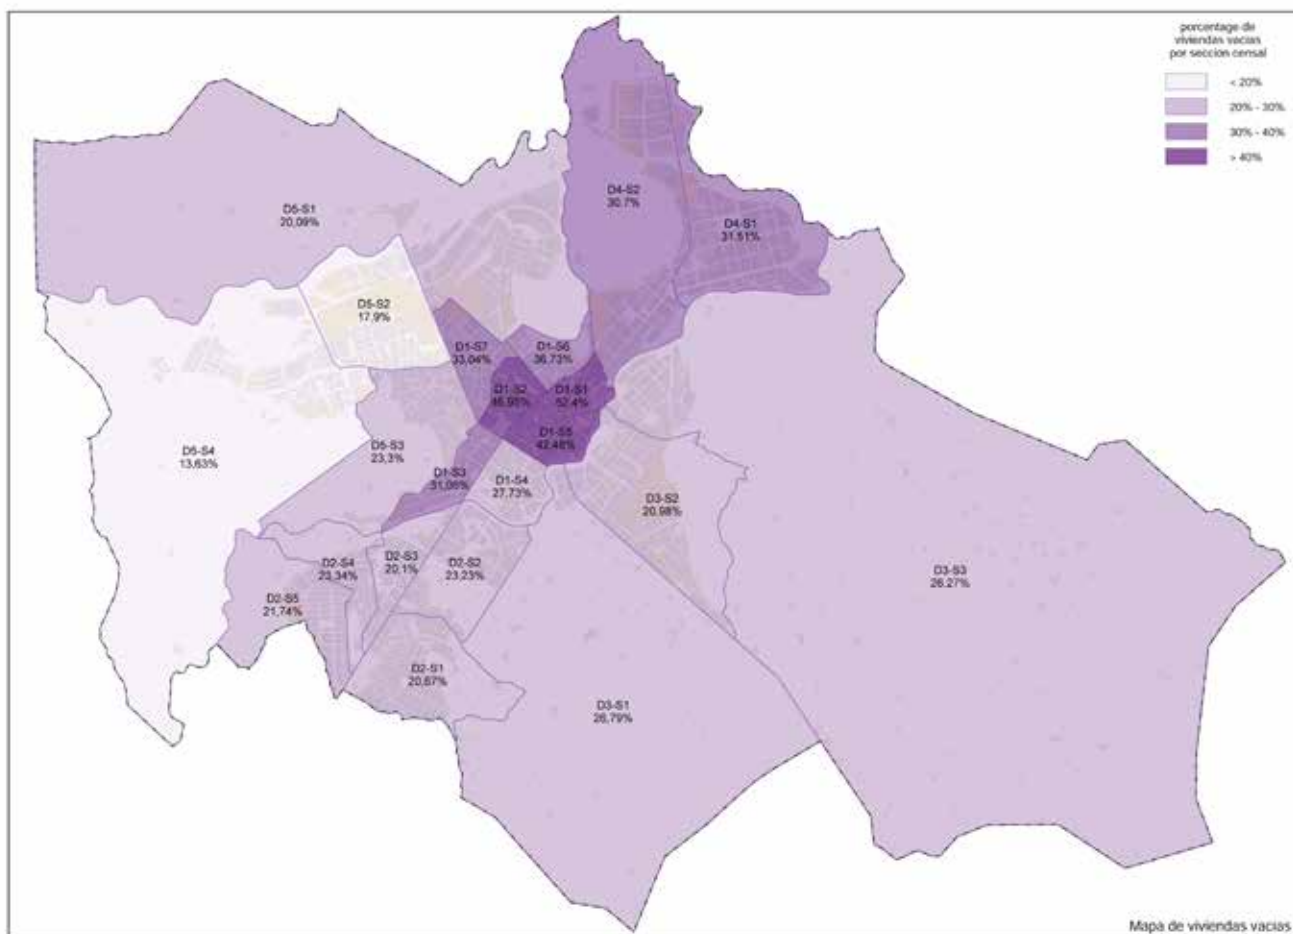 porcentage de
viviendas vacias
por seccion censal
< 20%
20% - 30%
30% - 40%
> 40%
D4-S2
30.7%
D5-S1
20,09%
D4-S1
31.51%
D5-S2
17.9%
D1-S7
33,04%
D1-S6
36.73%
D1-S2
D1-S1
52.4%
D1-S5
42.48%
D5-S4
13,63%
D5-S3
23,3%
D1-S3
D1-S4
27.73%
D3-S2
20.98%
D2-S4
23,34%
D2-S3
20,1%
D2-S2
23,23%
D3-S3
26.27%
D2-S5
21,74%
D2-S1
20,67%
D3-S1
26,79%
Mapa de viviendas vacias